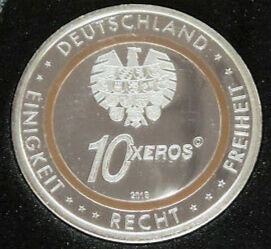 DEUTSCHLAND
EINIGKEIT
RECHT
FREIHEIT
10 XEROS©